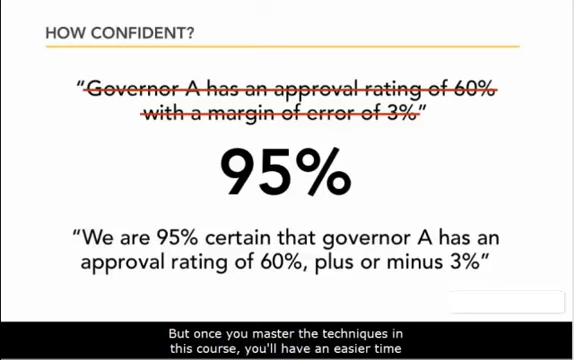 HOW CONFIDENT?
“Governor A has an approval rating of 60%
with a margin of error of 3%”
95%
“We are 95% certain that governor A has an
approval rating of 60%, plus or minus 3%”
But once you master the techniques in
this course, you'll have an easier time